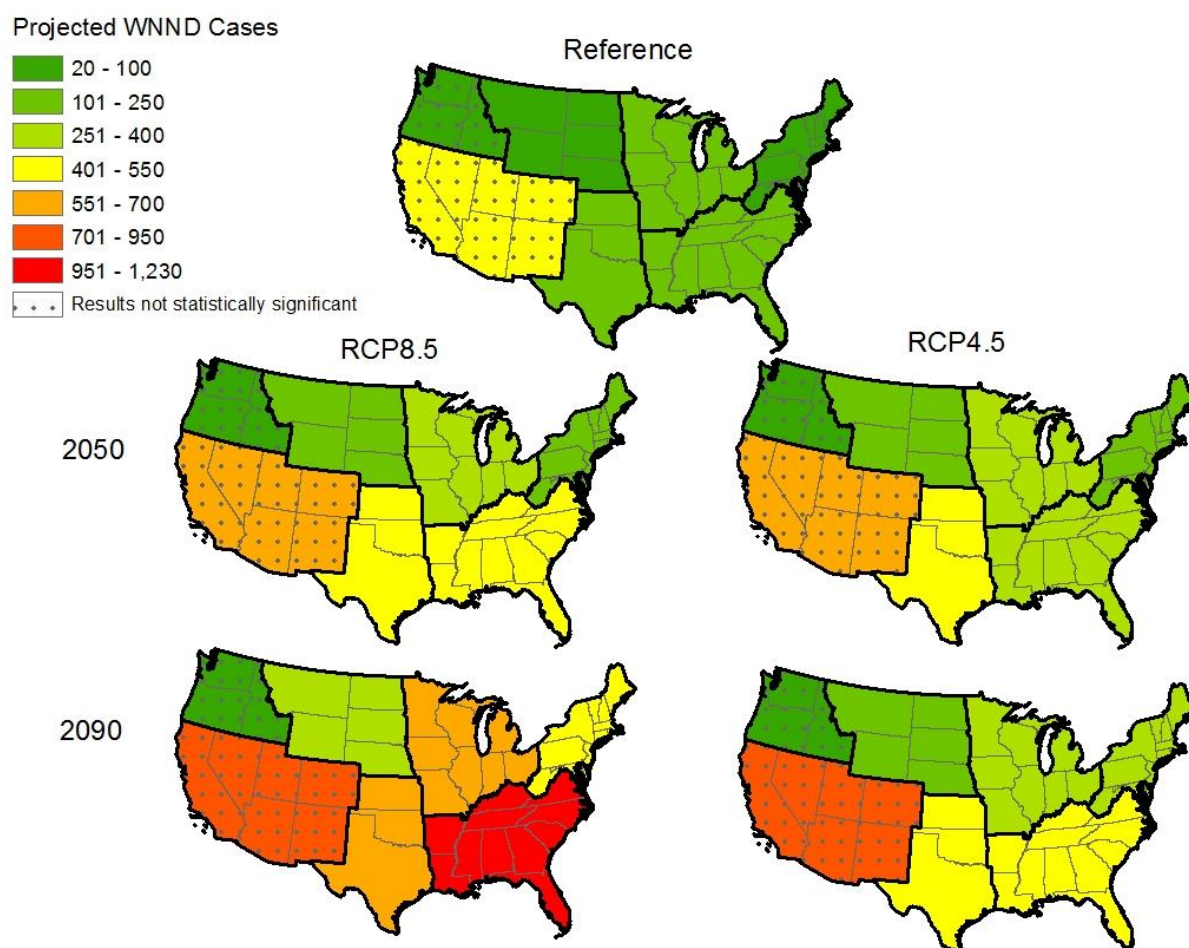 Projected WNND Cases
20 - 100
101 - 250
251 - 400
401 - 550
551 - 700
701 - 950
951 - 1,230
Results not statistically significant
Reference
RCP8.5
RCP4.5
2050
2090